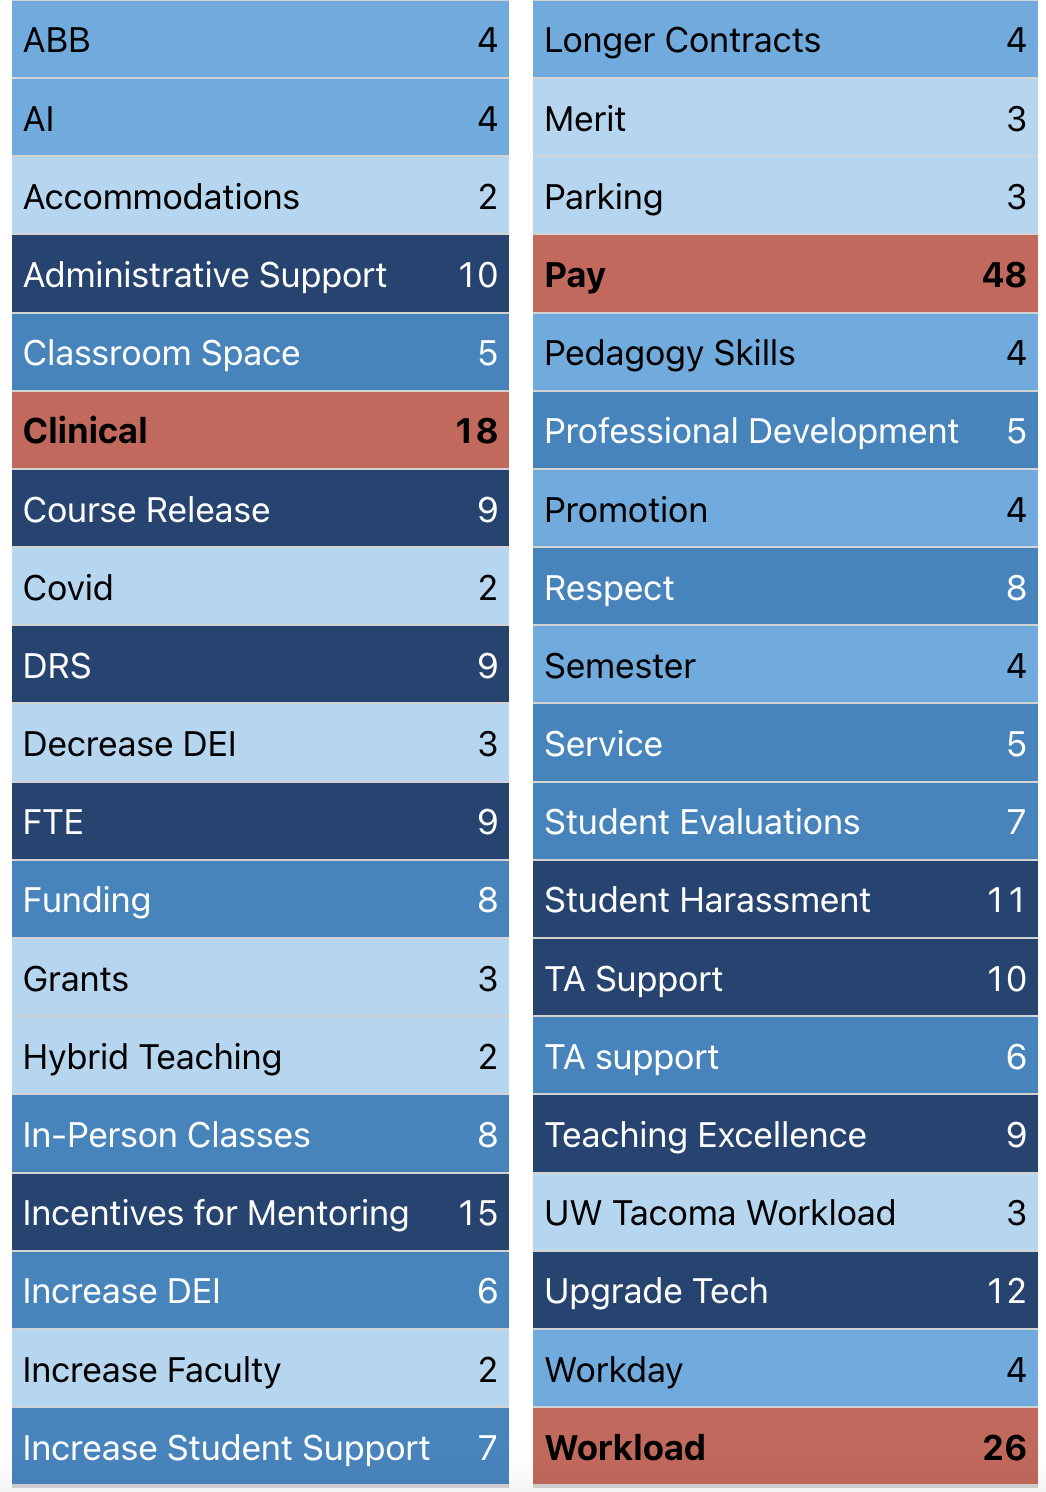 ABB 4
AI 4
Accommodations 2
Administrative Support 10
Classroom Space 5
Clinical 18
Course Release 9
Covid 2
DRS 9
Decrease DEI 3
FTE 9
Funding 8
Grants 3
Hybrid Teaching 2
In-Person Classes 8
Incentives for Mentoring 15
Increase DEI 6
Increase Faculty 2
Increase Student Support 7
Longer Contracts 4
Merit 3
Parking 3
Pay 48
Pedagogy Skills 4
Professional Development 5
Promotion 4
Respect 8
Semester 4
Service 5
Student Evaluations 7
Student Harassment 11
TA Support 10
TA support 6
Teaching Excellence 9
UW Tacoma Workload 3
Upgrade Tech 12
Workday 4
Workload 26